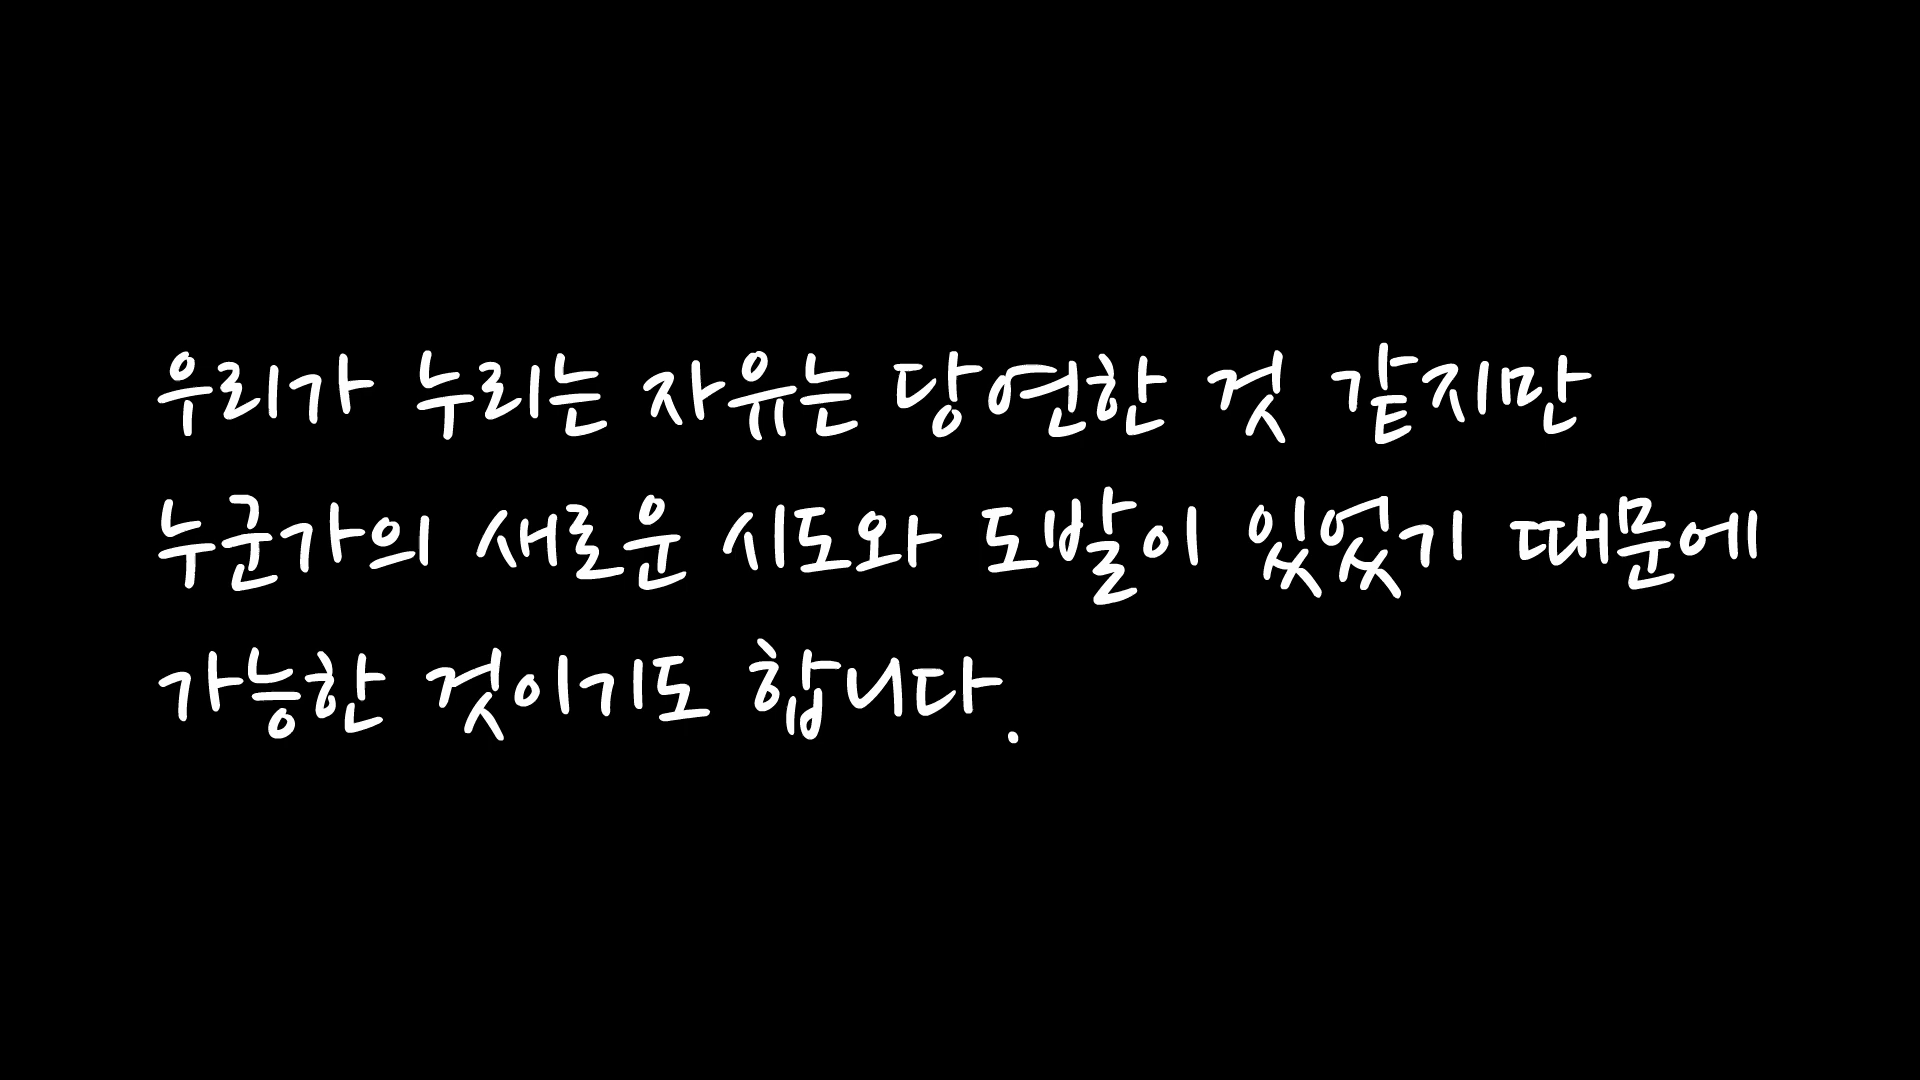 우리가 누리는 자유는 당연한 것 같지만
누군가의 새로운 시도와 도발이 있었기 때문에
가능한 것이기도 합니다.